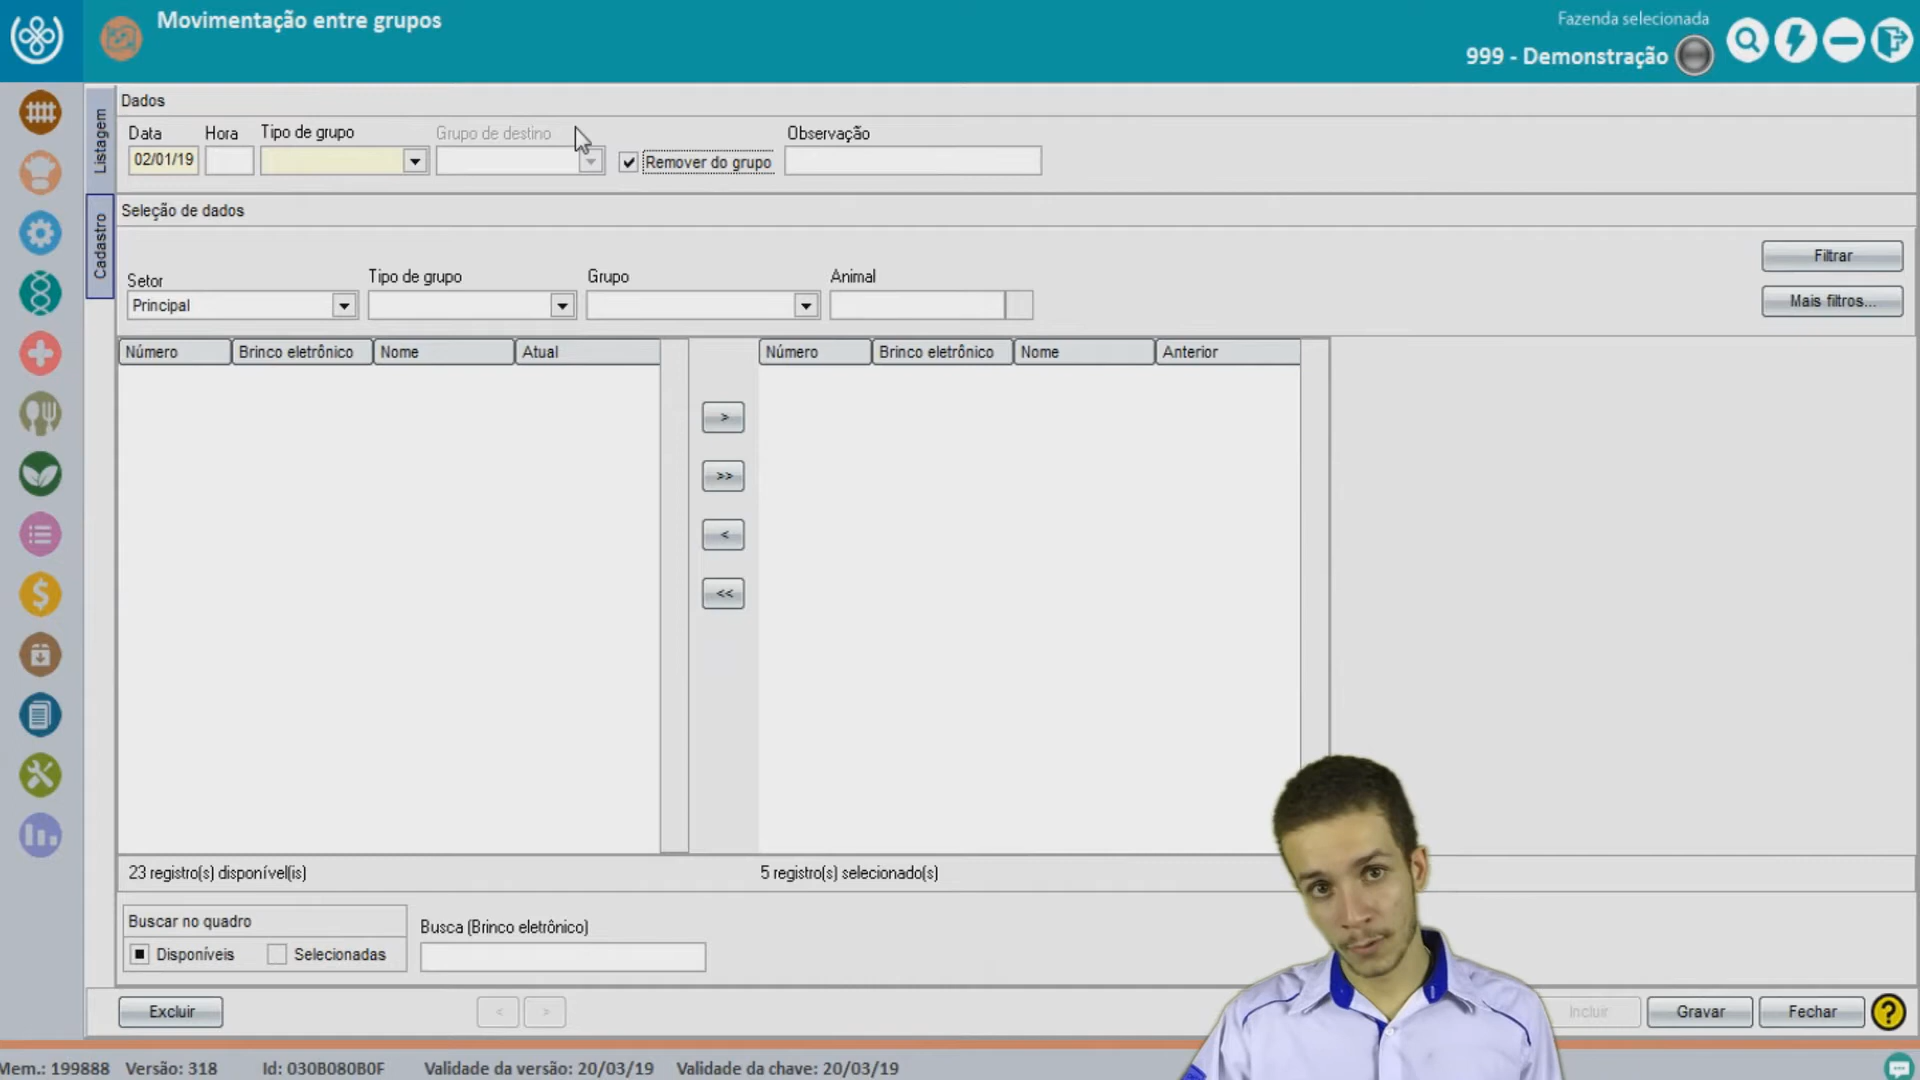 Movimentação entre grupos
Fazenda selecionada
999 - Demonstração
Listagem
Cadastro
Dados
Data Hora Tipo de grupo Grupo de destino Observação
02/01/19 Remover do grupo
Seleção de dados
Filtrar
Mais filtros...
Setor Tipo de grupo Grupo Animal
Principal
Número Brinco eletrônico Nome Atual
Número Brinco eletrônico Nome Anterior
>
>>
<
<<
23 registro(s) disponível(is)
5 registro(s) selecionado(s)
Buscar no quadro
Disponíveis Selecionadas
Busca (Brinco eletrônico)
Excluir < > Incluir Gravar Fechar ?
Mem.: 199888 Versão: 318 Id: 030B080B0F Validade da versão: 20/03/19 Validade da chave: 20/03/19